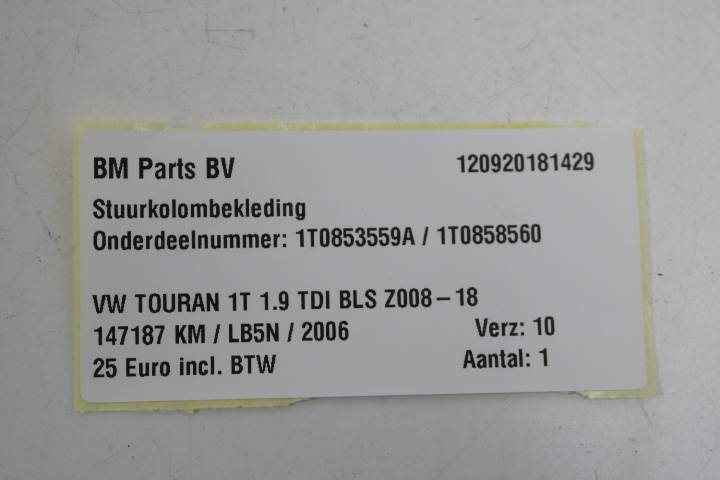 BM Parts BV 120920181429
Stuurkolombekleding
Onderdeelnummer: 1T0853559A / 1T0858560
VW TOURAN 1T 1.9 TDI BLS Z008-18
147187 KM / LB5N / 2006 Verz: 10
25 Euro incl. BTW Aantal: 1